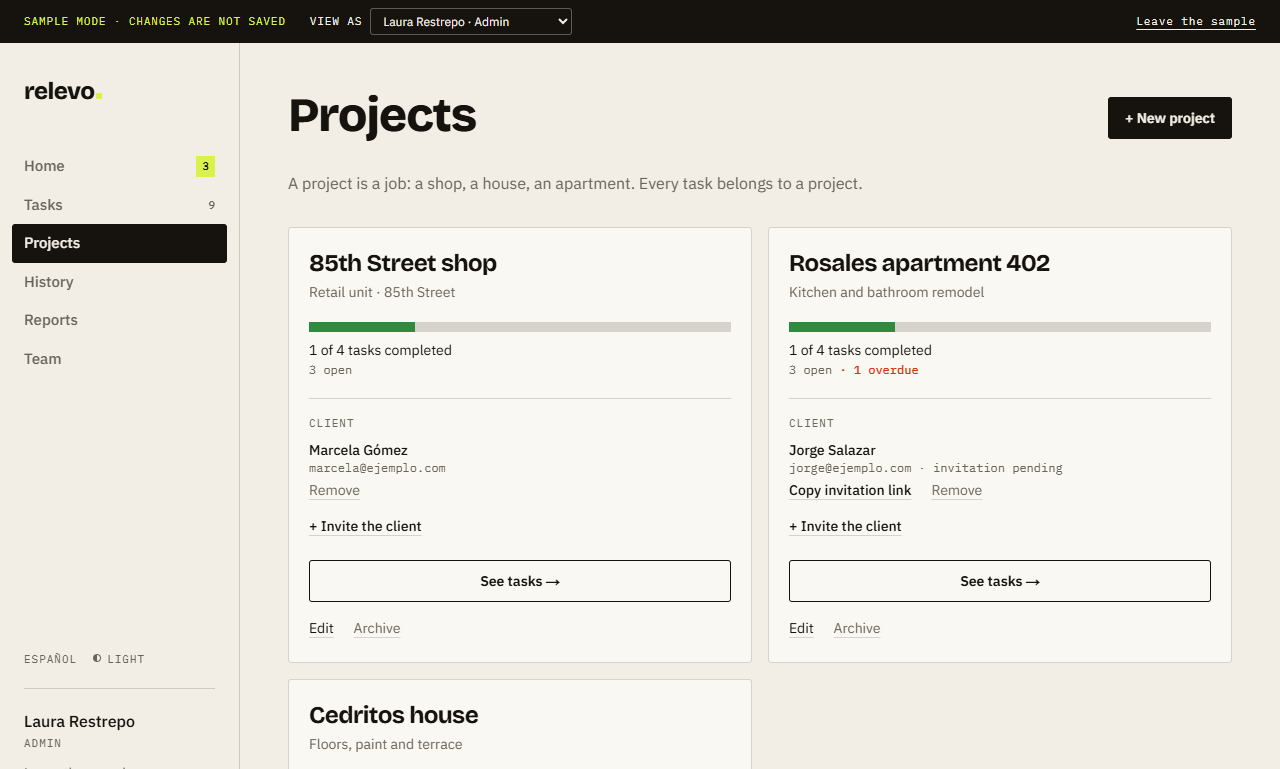 SAMPLE MODE · CHANGES ARE NOT SAVED
VIEW AS
Laura Restrepo · Admin
Leave the sample
relevo.
Home 3
Tasks 9
Projects
History
Reports
Team
ESPAÑOL LIGHT
Laura Restrepo
ADMIN
Projects
+ New project
A project is a job: a shop, a house, an apartment. Every task belongs to a project.
85th Street shop
Retail unit · 85th Street
1 of 4 tasks completed
3 open
CLIENT
Marcela Gómez
marcela@ejemplo.com
Remove
+ Invite the client
See tasks →
Edit Archive
Rosales apartment 402
Kitchen and bathroom remodel
1 of 4 tasks completed
3 open · 1 overdue
CLIENT
Jorge Salazar
jorge@ejemplo.com · invitation pending
Copy invitation link Remove
+ Invite the client
See tasks →
Edit Archive
Cedritos house
Floors, paint and terrace